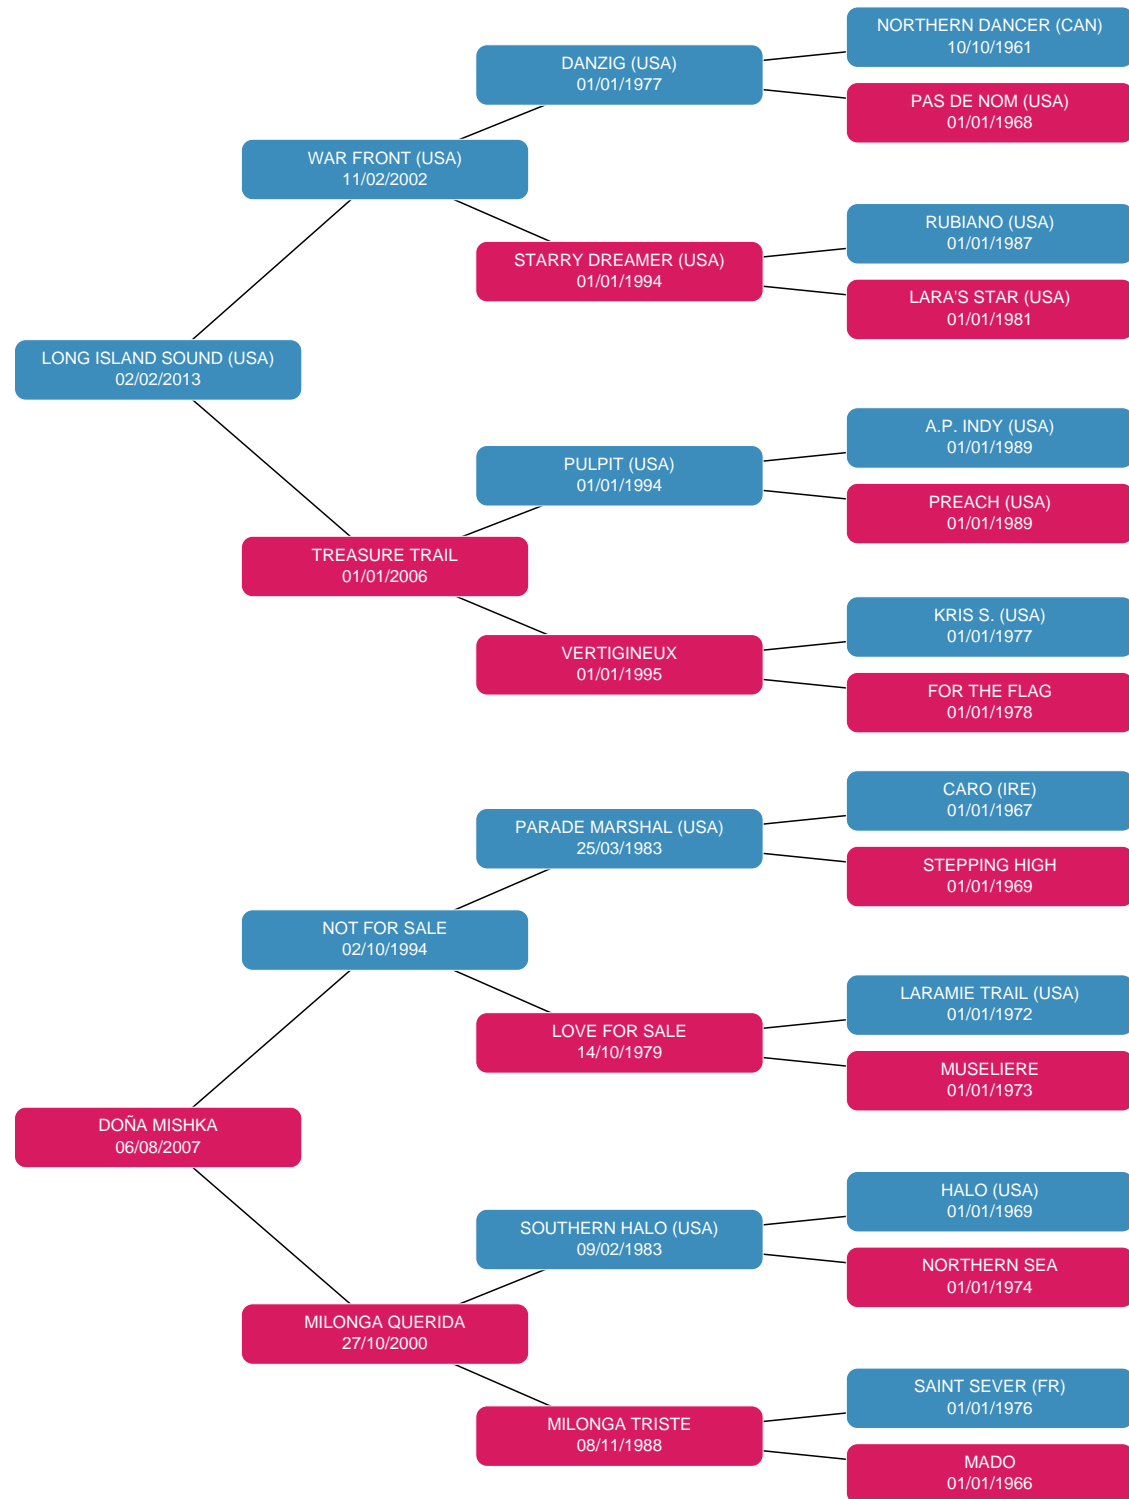 NORTHERN DANCER (CAN)
10/10/1961
DANZIG (USA)
01/01/1977
PAS DE NOM (USA)
01/01/1968
WAR FRONT (USA)
11/02/2002
RUBIANO (USA)
01/01/1987
STARRY DREAMER (USA)
01/01/1994
LARA'S STAR (USA)
01/01/1981
LONG ISLAND SOUND (USA)
02/02/2013
A.P. INDY (USA)
01/01/1989
PULPIT (USA)
01/01/1994
PREACH (USA)
01/01/1989
TREASURE TRAIL
01/01/2006
KRIS S. (USA)
01/01/1977
VERTIGINEUX
01/01/1995
FOR THE FLAG
01/01/1978
CARO (IRE)
01/01/1967
PARADE MARSHAL (USA)
25/03/1983
STEPPING HIGH
01/01/1969
NOT FOR SALE
02/10/1994
LARAMIE TRAIL (USA)
01/01/1972
LOVE FOR SALE
14/10/1979
MUSELIERE
01/01/1973
DOÑA MISHKA
06/08/2007
HALO (USA)
01/01/1969
SOUTHERN HALO (USA)
09/02/1983
NORTHERN SEA
01/01/1974
MILONGA QUERIDA
27/10/2000
SAINT SEVER (FR)
01/01/1976
MILONGA TRISTE
08/11/1988
MADO
01/01/1966